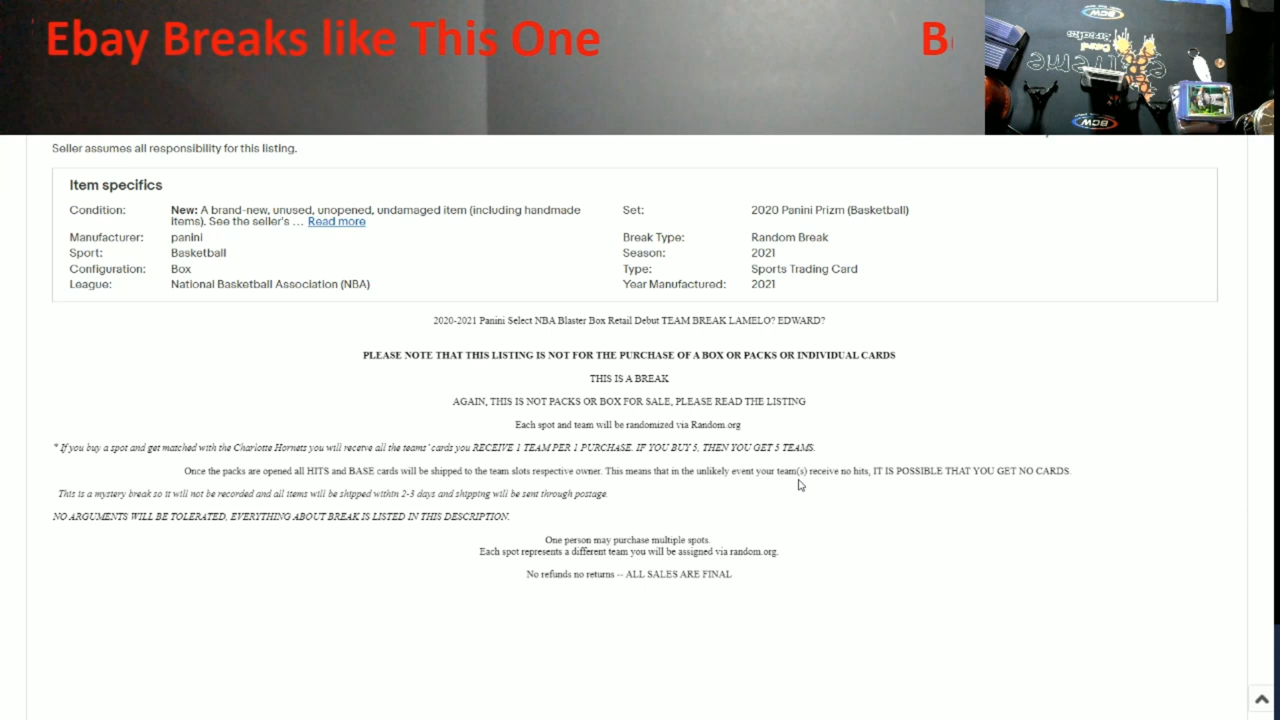 Ebay Breaks like This One
B
BCW
Card
Breaks
extreme
BCW
Seller assumes all responsibility for this listing.
Item specifics
Condition: New: A brand-new, unused, unopened, undamaged item (including handmade
items). See the seller's ... Read more
Set: 2020 Panini Prizm (Basketball)
Manufacturer: panini
Break Type: Random Break
Sport: Basketball
Season: 2021
Configuration: Box
Type: Sports Trading Card
League: National Basketball Association (NBA)
Year Manufactured: 2021
2020-2021 Panini Select NBA Blaster Box Retail Debut TEAM BREAK LAMELO? EDWARD?
PLEASE NOTE THAT THIS LISTING IS NOT FOR THE PURCHASE OF A BOX OR PACKS OR INDIVIDUAL CARDS
THIS IS A BREAK
AGAIN, THIS IS NOT PACKS OR BOX FOR SALE, PLEASE READ THE LISTING
Each spot and team will be randomized via Random.org
* If you buy a spot and get matched with the Charlotte Hornets you will receive all the teams' cards you RECEIVE 1 TEAM PER 1 PURCHASE. IF YOU BUY 5, THEN YOU GET 5 TEAMS.
Once the packs are opened all HITS and BASE cards will be shipped to the team slots respective owner. This means that in the unlikely event your team(s) receive no hits, IT IS POSSIBLE THAT YOU GET NO CARDS.
This is a mystery break so it will not be recorded and all items will be shipped within 2-3 days and shipping will be sent through postage.
NO ARGUMENTS WILL BE TOLERATED, EVERYTHING ABOUT BREAK IS LISTED IN THIS DESCRIPTION.
One person may purchase multiple spots.
Each spot represents a different team you will be assigned via random.org.
No refunds no returns -- ALL SALES ARE FINAL